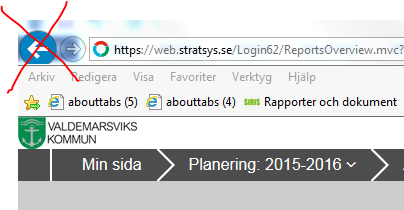 https://web.stratsys.se/Login62/ReportsOverview.mvc?
Arkiv Redigera Visa Favoriter Verktyg Hjälp
abouttabs (5) abouttabs (4) SIRIS Rapporter och dokument
VALDEMARSVIKS
KOMMUN
Min sida Planering: 2015-2016